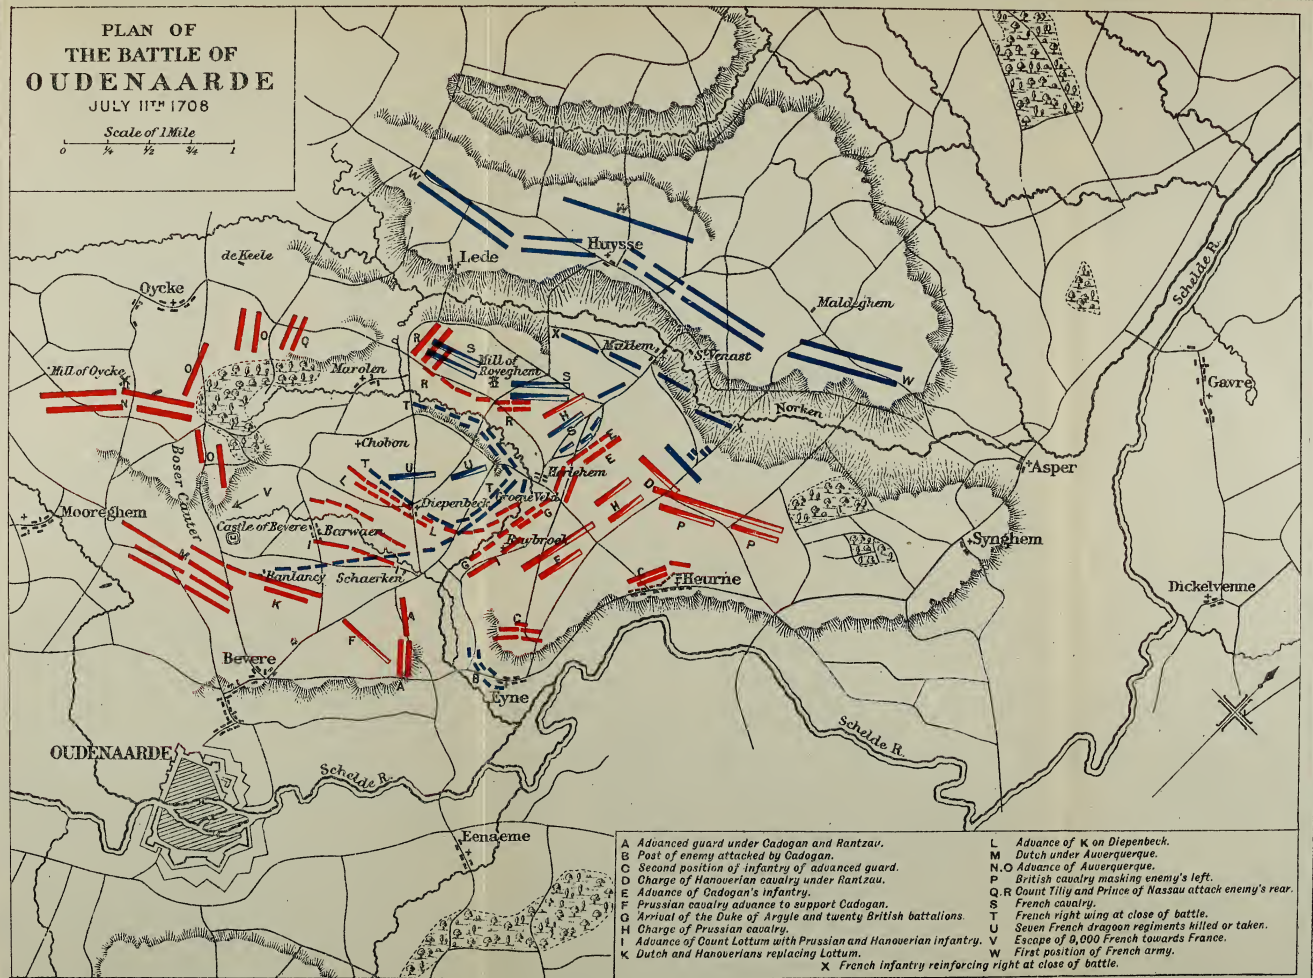 PLAN OF
THE BATTLE OF
OUDENAARDE
JULY 11TH 1708
Scale of 1 Mile
0 1/4 1/2 3/4 1
W
W
Huysse
Lede
de Keele
Oycke
Schelde R.
Maldeghem
O
O
Q
R
S
X
Mullem
St Venast
Mill of Oycke
N
Marolen
Mill of Royeghem
S
W
Gavre
R
T
R
H
S
Norken
X
Chobon
E
E
Asper
O
Boser Cauter
T
U
U
Herlehem
D
V
L
T
Diepenbeck
Groene Veld
G
H
P
P
Mooreghem
Castle of Bevere
Barwaen
L
Synghem
M
I
Ruybroek
F
G
Banlancy
Schaerken
C
Heurne
Dickelvenne
K
A
C
F
Bevere
A
B
Eyne
OUDENAARDE
Schelde R.
Schelde R.
Eenaeme
A Advanced guard under Cadogan and Rantzau.
B Post of enemy attacked by Cadogan.
C Second position of infantry of advanced guard.
D Charge of Hanoverian cavalry under Rantzau.
E Advance of Cadogan's infantry.
F Prussian cavalry advance to support Cadogan.
G Arrival of the Duke of Argyle and twenty British battalions.
H Charge of Prussian cavalry.
I Advance of Count Lottum with Prussian and Hanoverian infantry.
K Dutch and Hanoverians replacing Lottum.
L Advance of K on Diepenbeck.
M Dutch under Auverquerque.
N.O Advance of Auverquerque.
P British cavalry masking enemy's left.
Q.R Count Tilly and Prince of Nassau attack enemy's rear.
S French cavalry.
T French right wing at close of battle.
U Seven French dragoon regiments killed or taken.
V Escape of 9,000 French towards France.
W First position of French army.
X French infantry reinforcing right at close of battle.